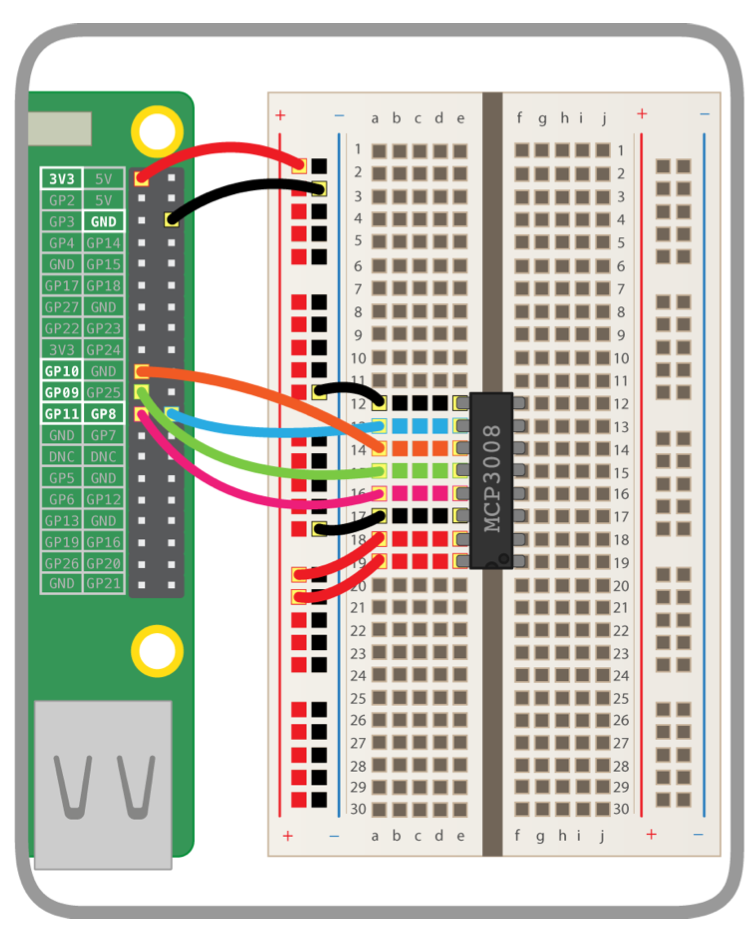 + − a b c d e f g h i j + −
3V3 5V
GP2 5V
GP3 GND
GP4 GP14
GND GP15
GP17 GP18
GP27 GND
GP22 GP23
3V3 GP24
GP10 GND
GP09 GP25
GP11 GP8
GND GP7
DNC DNC
GP5 GND
GP6 GP12
GP13 GND
GP19 GP16
GP26 GP20
GND GP21
1 1
2 2
3 3
4 4
5 5
6 6
7 7
8 8
9 9
10 10
11 11
12 12
13 13
14 14
15 15
16 16
17 17
18 18
19 19
20 20
21 21
22 22
23 23
24 24
25 25
26 26
27 27
28 28
29 29
30 30
MCP3008
+ − a b c d e f g h i j + −